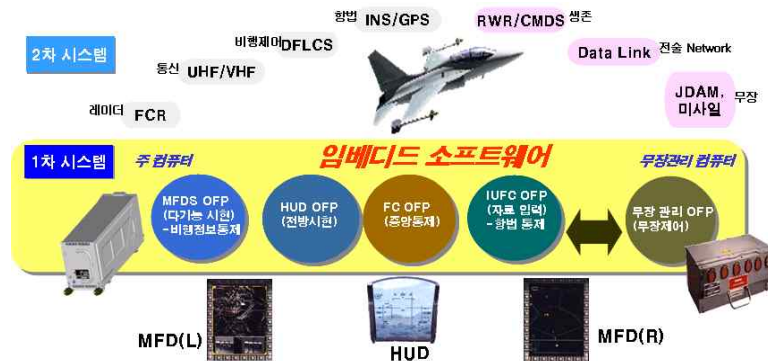 2차 시스템
레이더 FCR
통신 UHF/VHF
비행제어 DFLCS
항법 INS/GPS
RWR/CMDS 생존
Data Link 전술 Network
JDAM, 무장
미사일
1차 시스템
주 컴퓨터
임베디드 소프트웨어
무장관리 컴퓨터
MFDS OFP
(다기능 시현)
-비행정보통제
HUD OFP
(전방시현)
FC OFP
(중앙통제)
IUFC OFP
(자료 입력)
-항법 통제
무장 관리 OFP
(무장제어)
MFD(L)
HUD
MFD(R)